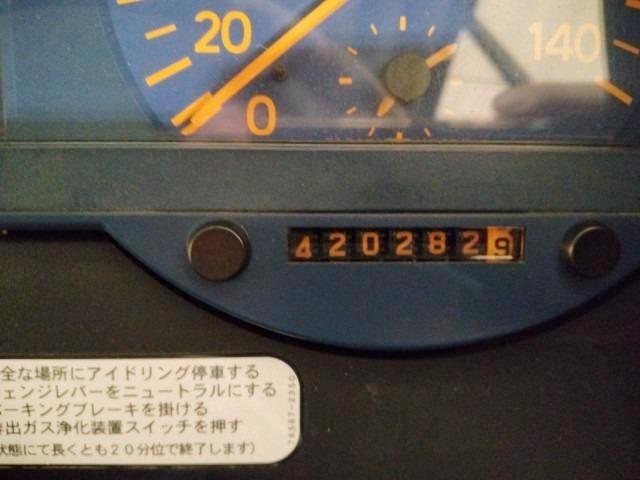 20
140
0
4202829
全な場所にアイドリング停車する
ェンジレバーをニュートラルにする
ーキングブレーキを掛ける
出ガス浄化装置スイッチを押す
状態にて長くとも20分位で終了します)
76567-2350